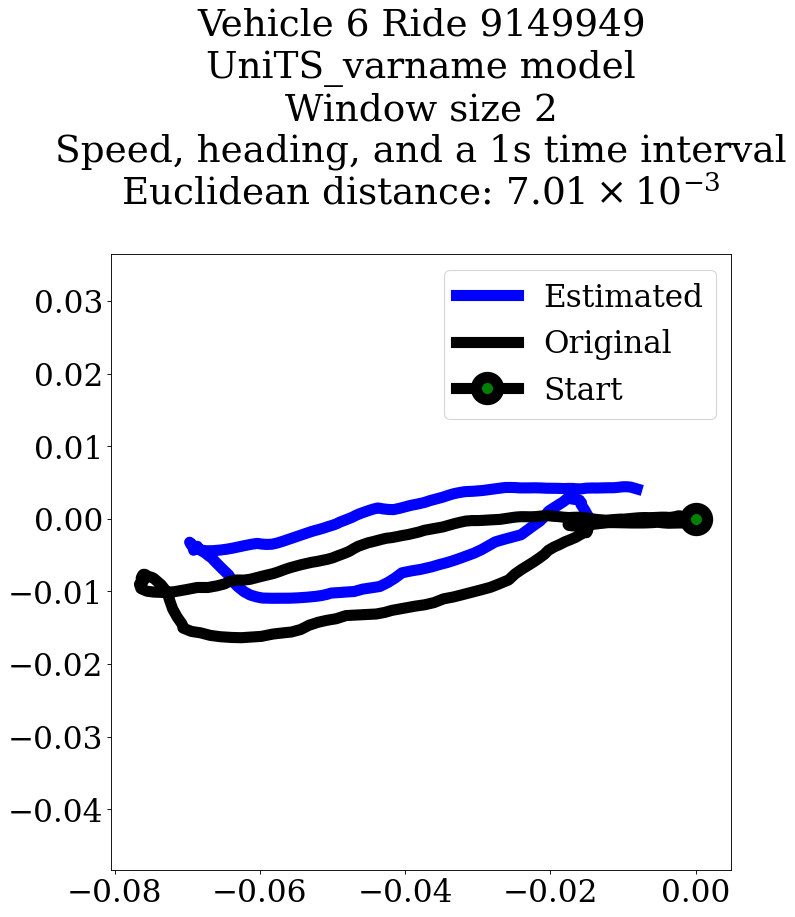 Vehicle 6 Ride 9149949
UniTS_varname model
Window size 2
Speed, heading, and a 1s time interval
Euclidean distance: 7.01 × 10⁻³
Estimated
Original
Start
0.03
0.02
0.01
0.00
−0.01
−0.02
−0.03
−0.04
−0.08 −0.06 −0.04 −0.02 0.00